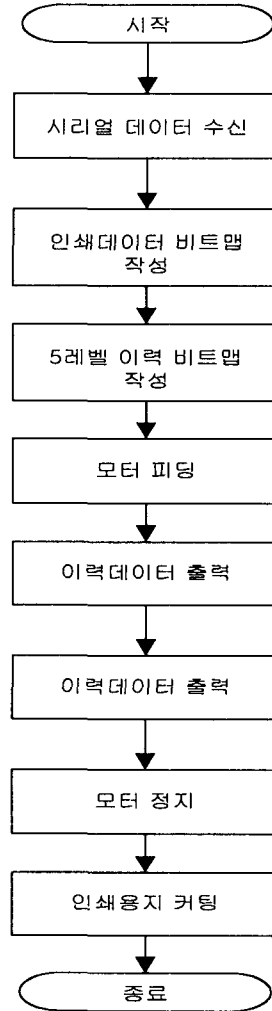 시작
시리얼 데이터 수신
인쇄데이터 비트맵
작성
5레벨 이력 비트맵
작성
모터 피딩
이력데이터 출력
이력데이터 출력
모터 정지
인쇄용지 커팅
종료